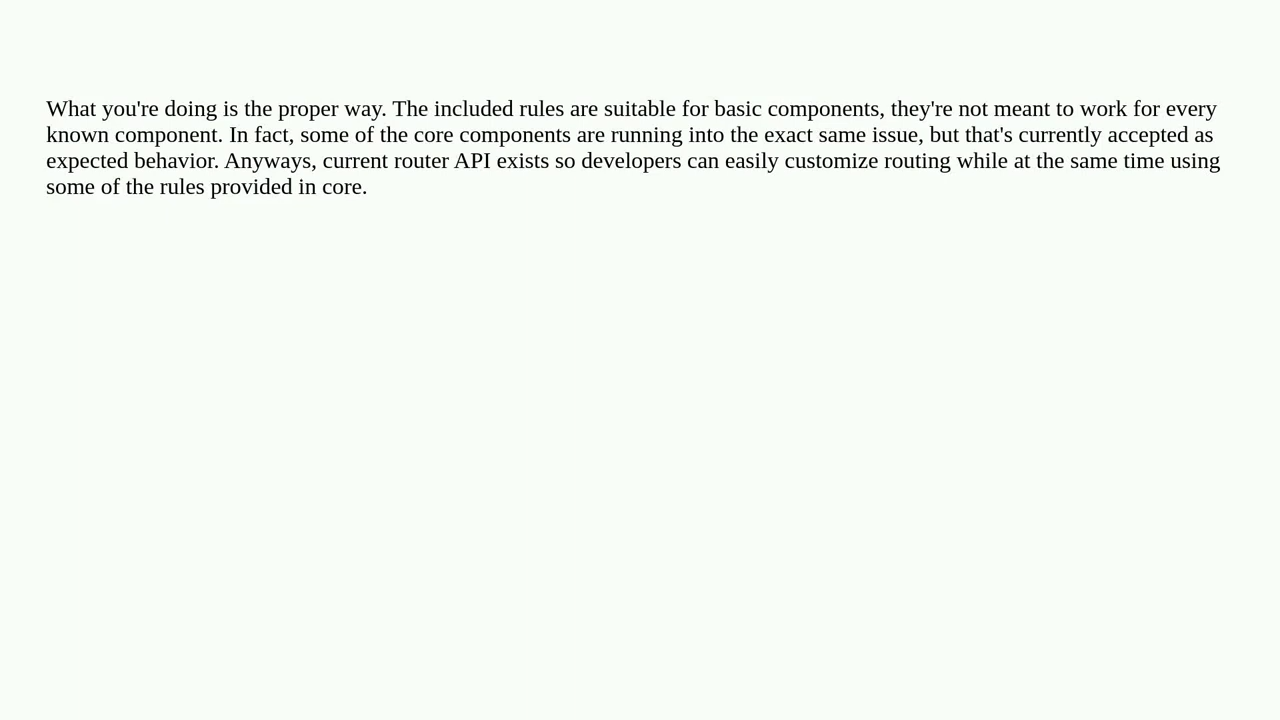 What you're doing is the proper way. The included rules are suitable for basic components, they're not meant to work for every
known component. In fact, some of the core components are running into the exact same issue, but that's currently accepted as
expected behavior. Anyways, current router API exists so developers can easily customize routing while at the same time using
some of the rules provided in core.